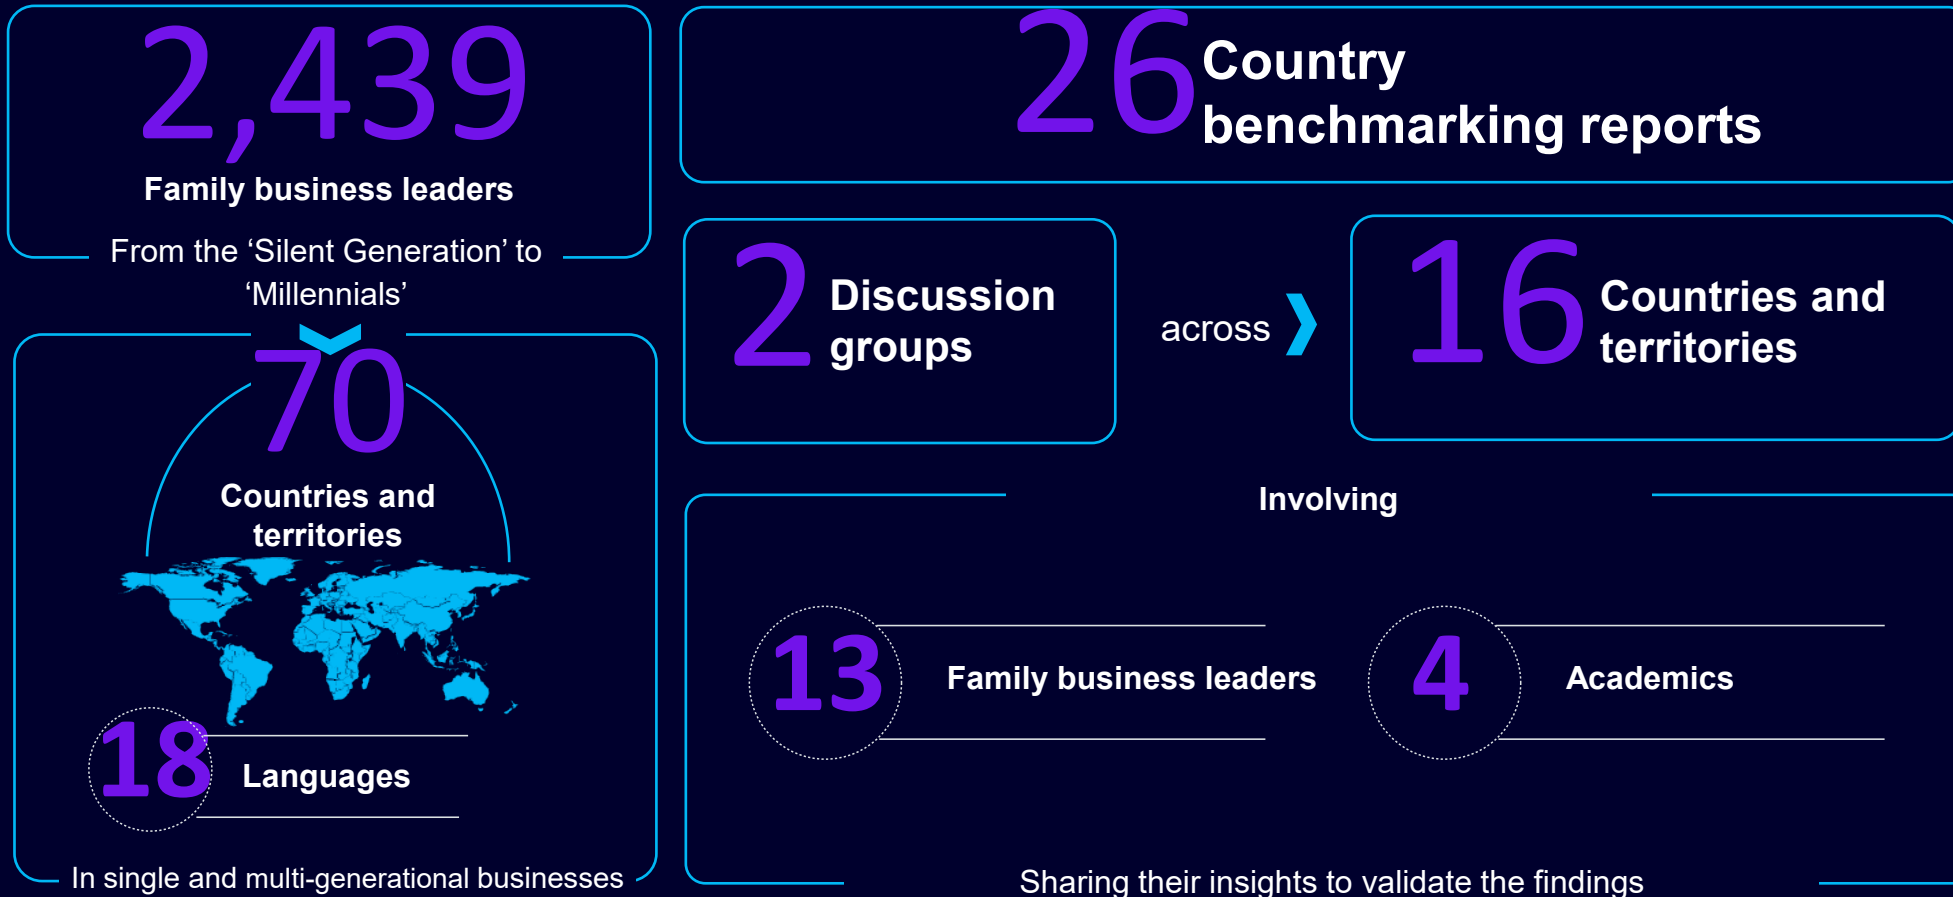 2,439
Family business leaders
From the ‘Silent Generation’ to
‘Millennials’
70
Countries and
territories
18
Languages
In single and multi-generational businesses
26
Country
benchmarking reports
2
Discussion
groups
across
16
Countries and
territories
Involving
13
Family business leaders
4
Academics
Sharing their insights to validate the findings